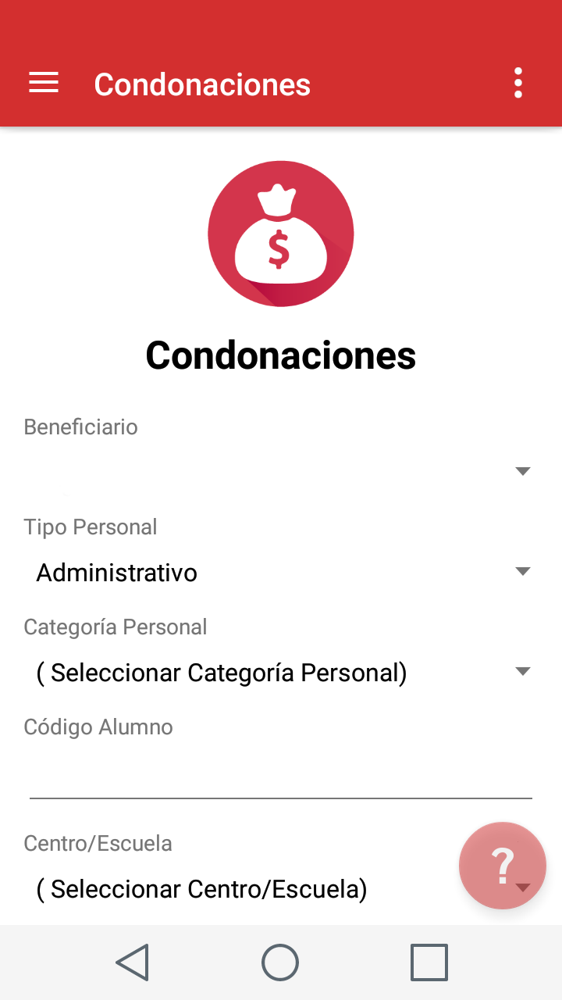 Condonaciones
$
Condonaciones
Beneficiario
Tipo Personal
Administrativo
Categoría Personal
( Seleccionar Categoría Personal)
Código Alumno
Centro/Escuela
( Seleccionar Centro/Escuela)
?